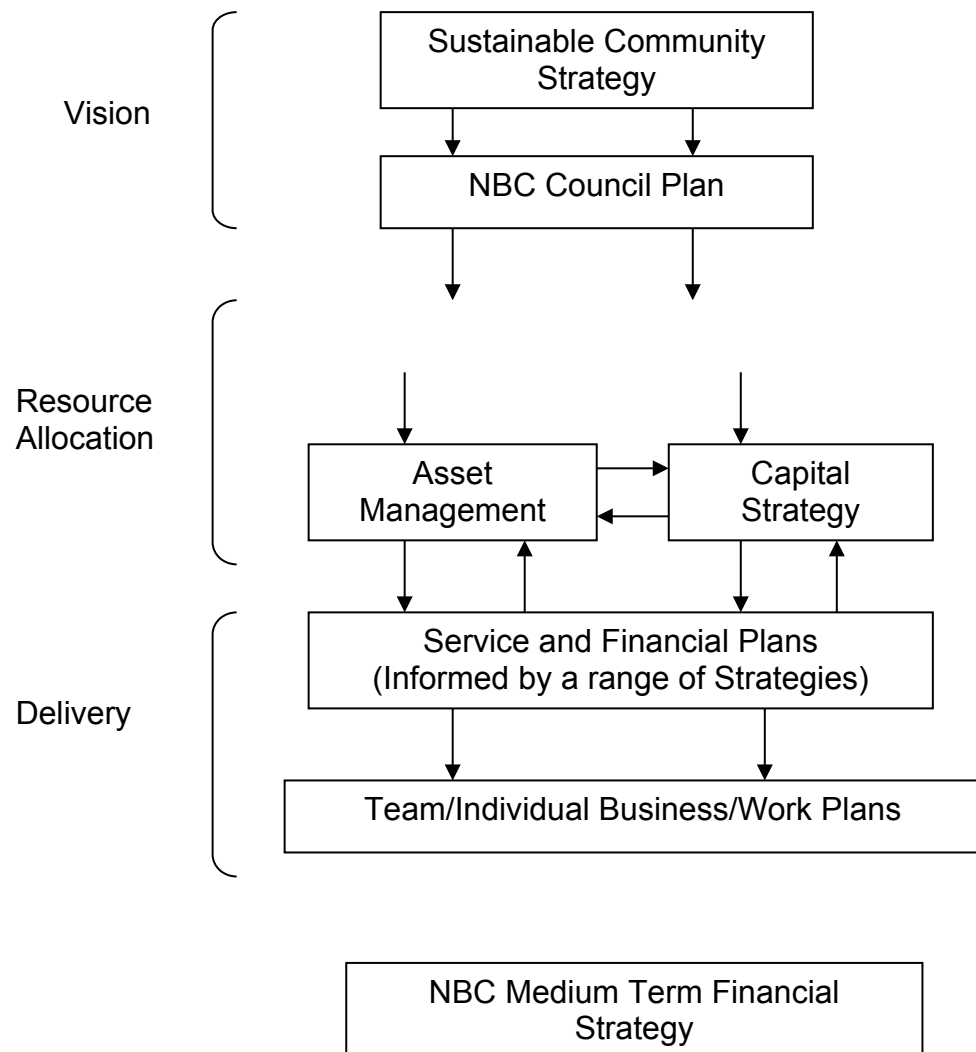 Sustainable Community
Strategy
Vision
NBC Council Plan
Resource
Allocation
Asset
Management
Capital
Strategy
Service and Financial Plans
(Informed by a range of Strategies)
Delivery
Team/Individual Business/Work Plans
NBC Medium Term Financial
Strategy